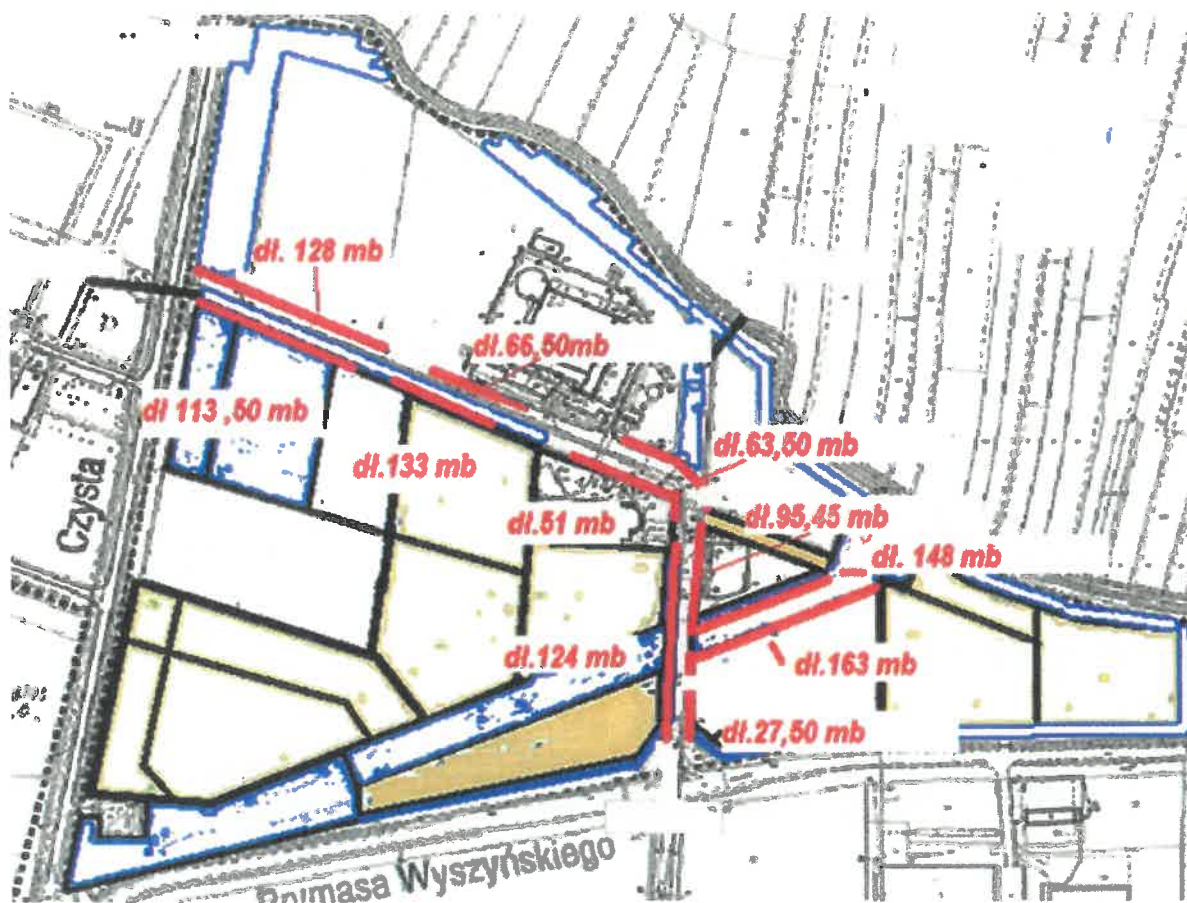 dł. 128 mb
dł.66,50mb
dł 113 ,50 mb
dł.133 mb
dł.63,50 mb
dł.51 mb
dł.95,45 mb
dł. 148 mb
Czysta
dł.124 mb
dł.163 mb
dł.27,50 mb
Wyszyńskiego